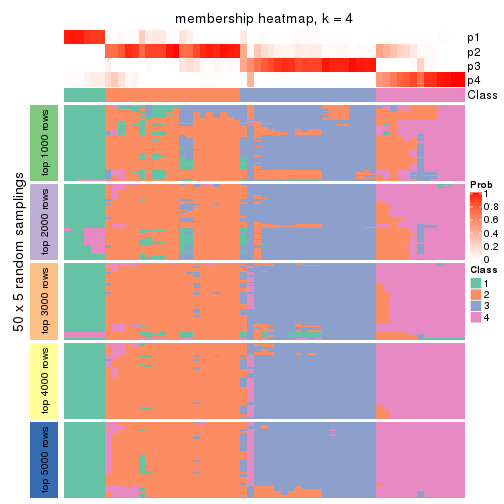 membership heatmap, k = 4
p1
p2
p3
p4
Class
50 x 5 random samplings
top 1000 rows
top 2000 rows
top 3000 rows
top 4000 rows
top 5000 rows
Prob
1
0.8
0.6
0.4
0.2
0
Class
1
2
3
4